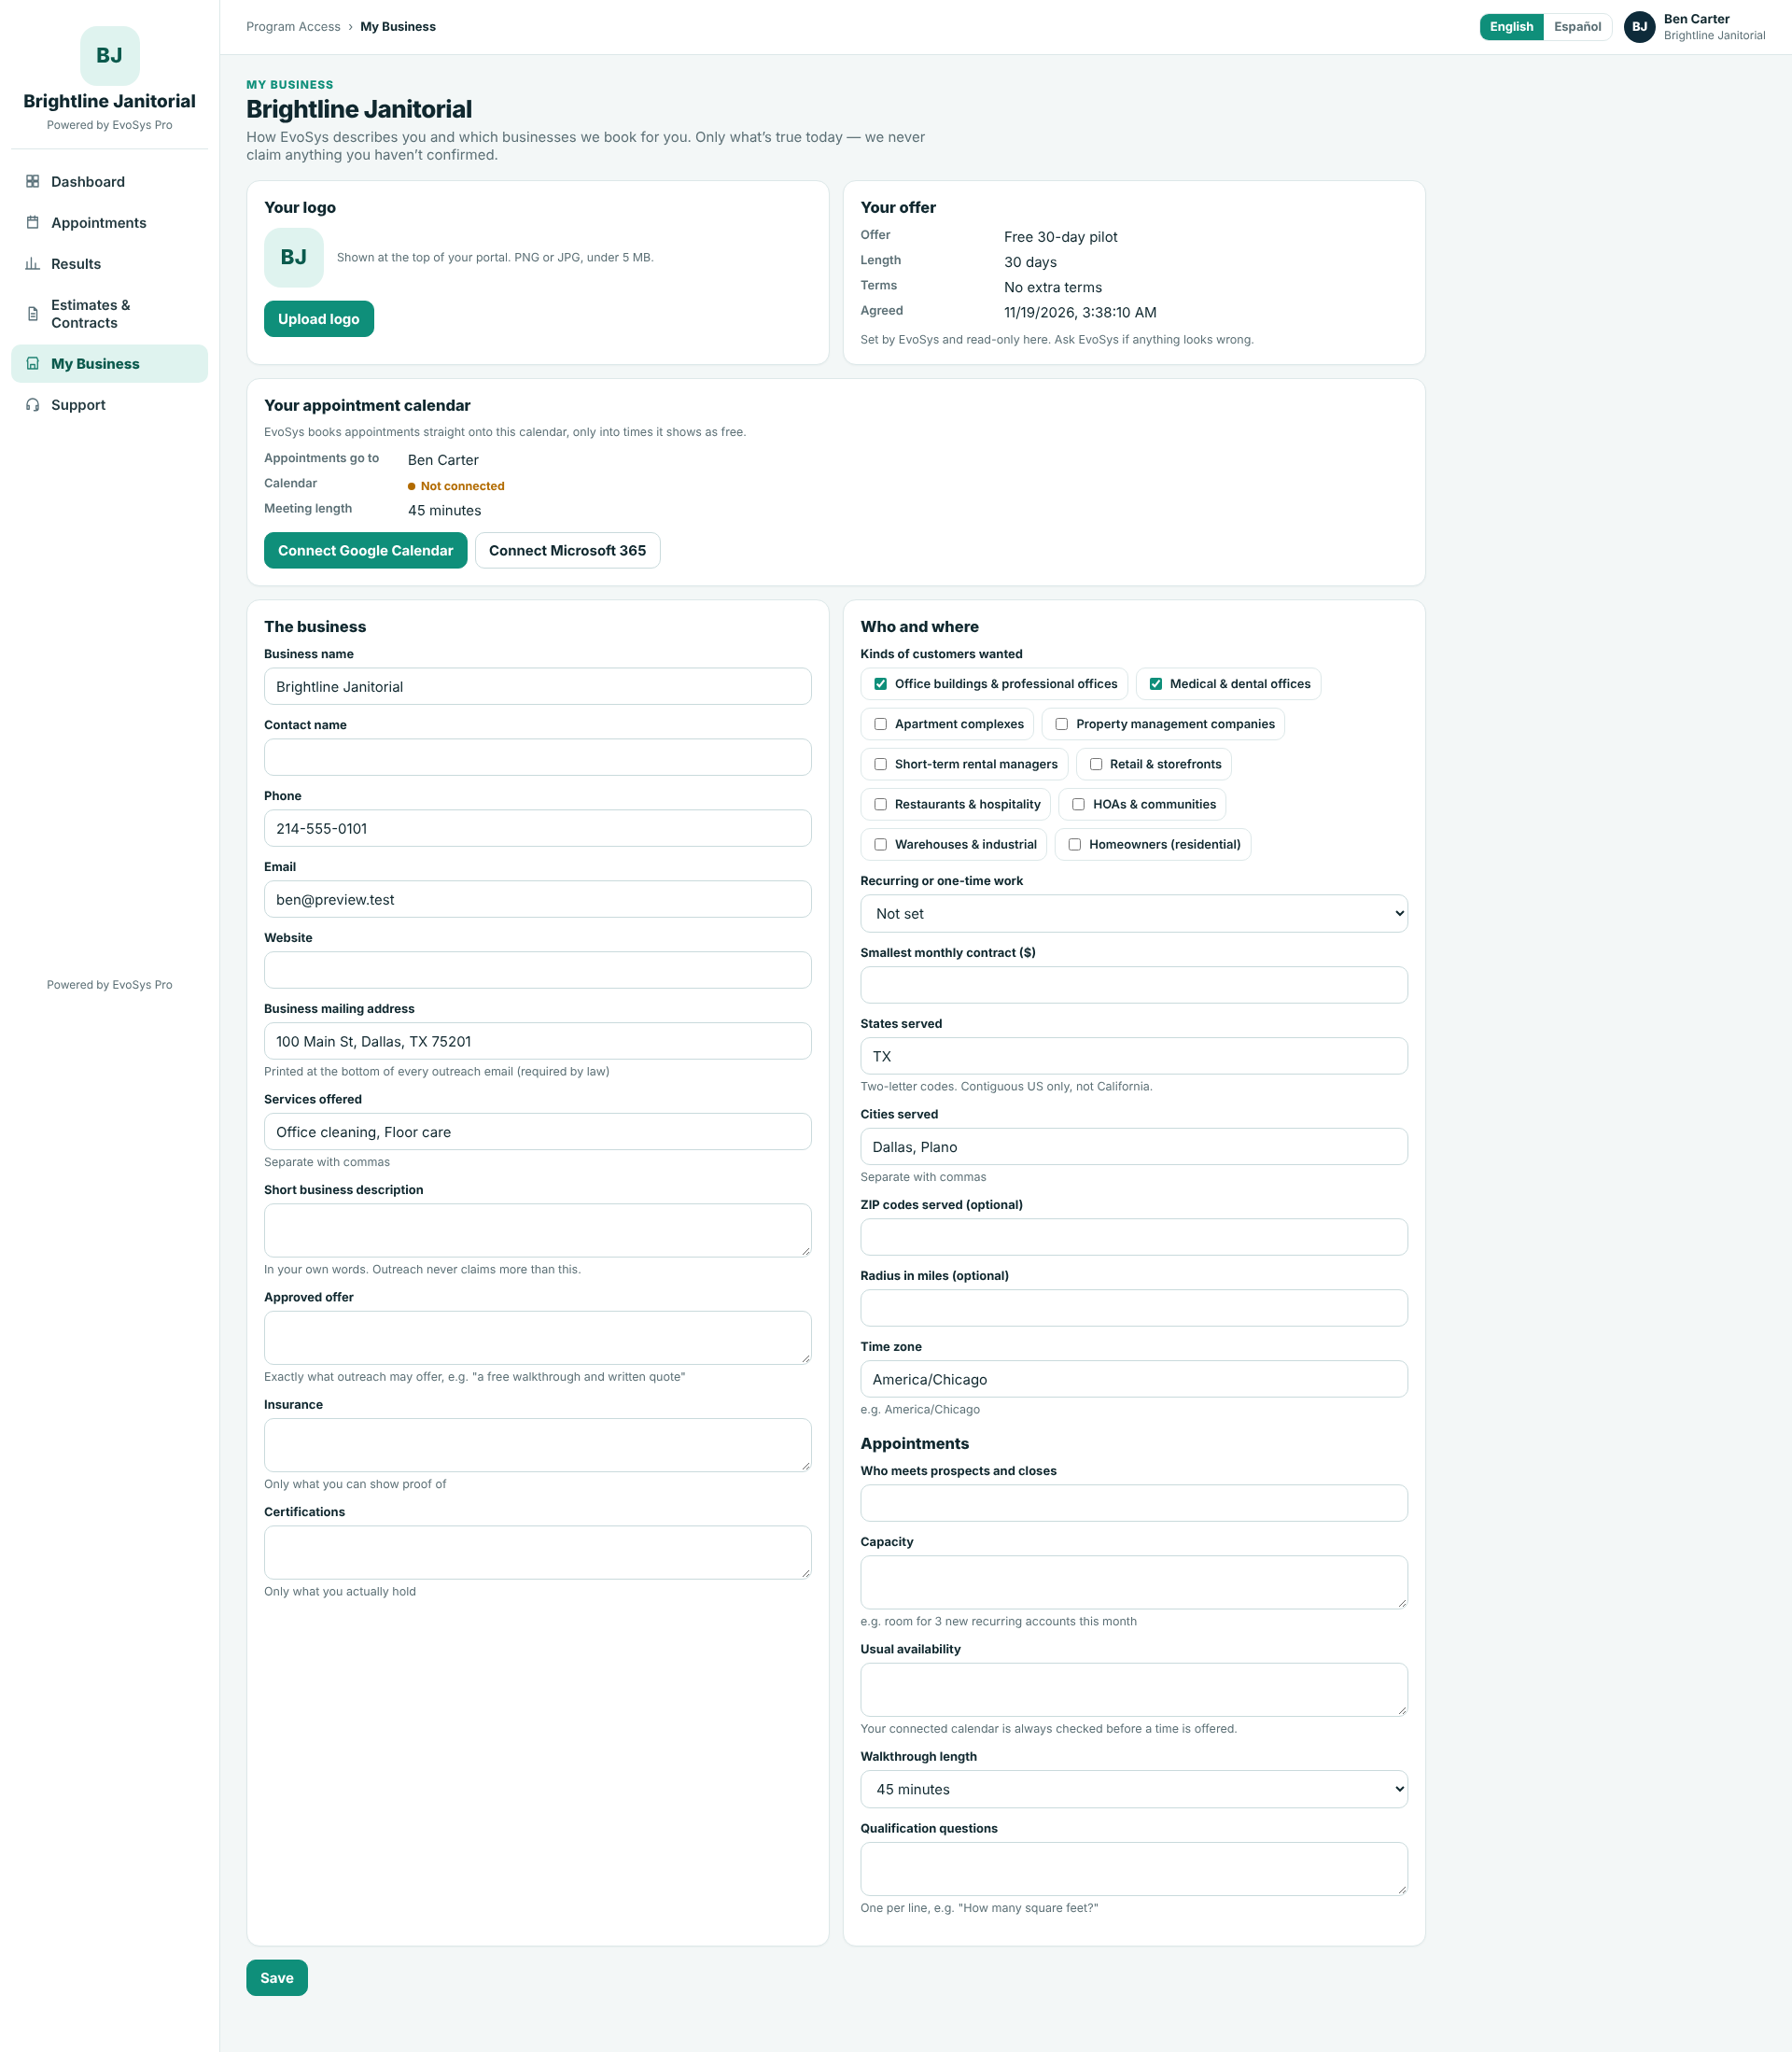 BJ
Brightline Janitorial
Powered by EvoSys Pro
Dashboard
Appointments
Results
Estimates &
Contracts
My Business
Support
Powered by EvoSys Pro
Program Access › My Business
English Español
BJ
Ben Carter
Brightline Janitorial
MY BUSINESS
Brightline Janitorial
How EvoSys describes you and which businesses we book for you. Only what’s true today — we never
claim anything you haven’t confirmed.
Your logo
BJ
Shown at the top of your portal. PNG or JPG, under 5 MB.
Upload logo
Your offer
Offer Free 30-day pilot
Length 30 days
Terms No extra terms
Agreed 11/19/2026, 3:38:10 AM
Set by EvoSys and read-only here. Ask EvoSys if anything looks wrong.
Your appointment calendar
EvoSys books appointments straight onto this calendar, only into times it shows as free.
Appointments go to Ben Carter
Calendar Not connected
Meeting length 45 minutes
Connect Google Calendar Connect Microsoft 365
The business
Business name
Brightline Janitorial
Contact name
Phone
214-555-0101
Email
ben@preview.test
Website
Business mailing address
100 Main St, Dallas, TX 75201
Printed at the bottom of every outreach email (required by law)
Services offered
Office cleaning, Floor care
Separate with commas
Short business description
In your own words. Outreach never claims more than this.
Approved offer
Exactly what outreach may offer, e.g. "a free walkthrough and written quote"
Insurance
Only what you can show proof of
Certifications
Only what you actually hold
Who and where
Kinds of customers wanted
Office buildings & professional offices Medical & dental offices
Apartment complexes Property management companies
Short-term rental managers Retail & storefronts
Restaurants & hospitality HOAs & communities
Warehouses & industrial Homeowners (residential)
Recurring or one-time work
Not set
Smallest monthly contract ($)
States served
TX
Two-letter codes. Contiguous US only, not California.
Cities served
Dallas, Plano
Separate with commas
ZIP codes served (optional)
Radius in miles (optional)
Time zone
America/Chicago
e.g. America/Chicago
Appointments
Who meets prospects and closes
Capacity
e.g. room for 3 new recurring accounts this month
Usual availability
Your connected calendar is always checked before a time is offered.
Walkthrough length
45 minutes
Qualification questions
One per line, e.g. "How many square feet?"
Save